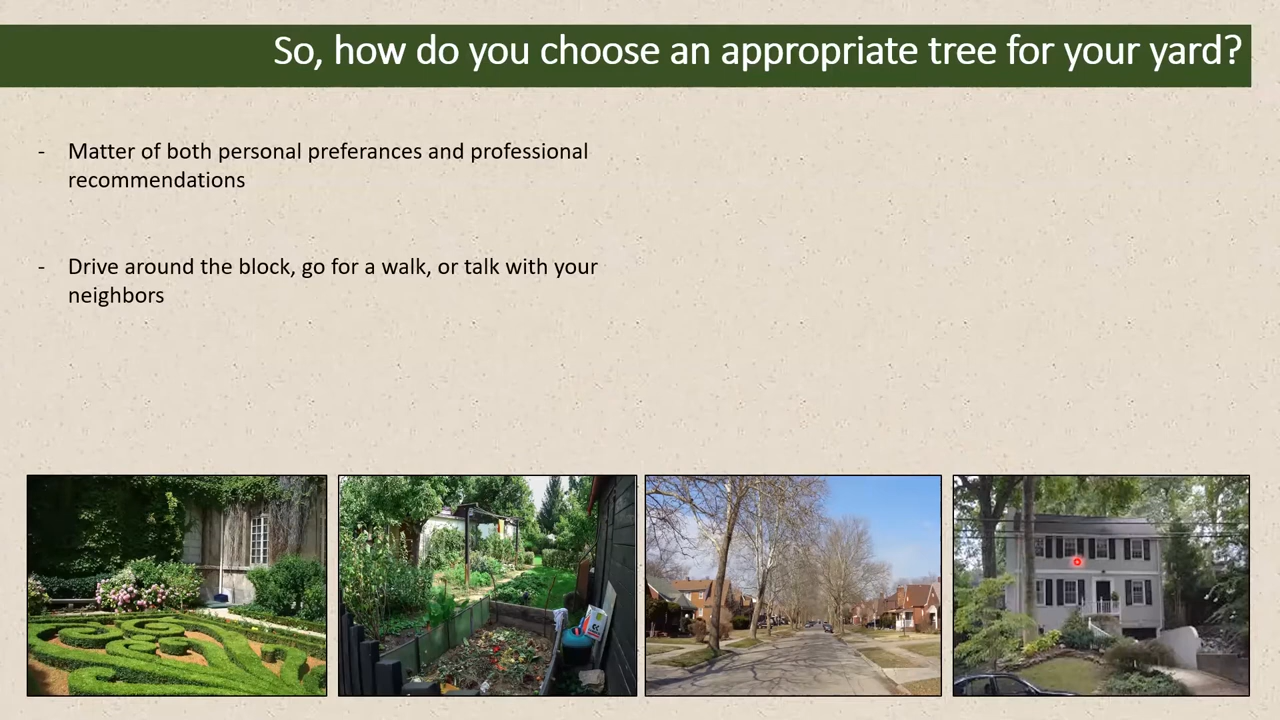 So, how do you choose an appropriate tree for your yard?
- Matter of both personal preferances and professional
recommendations
- Drive around the block, go for a walk, or talk with your
neighbors